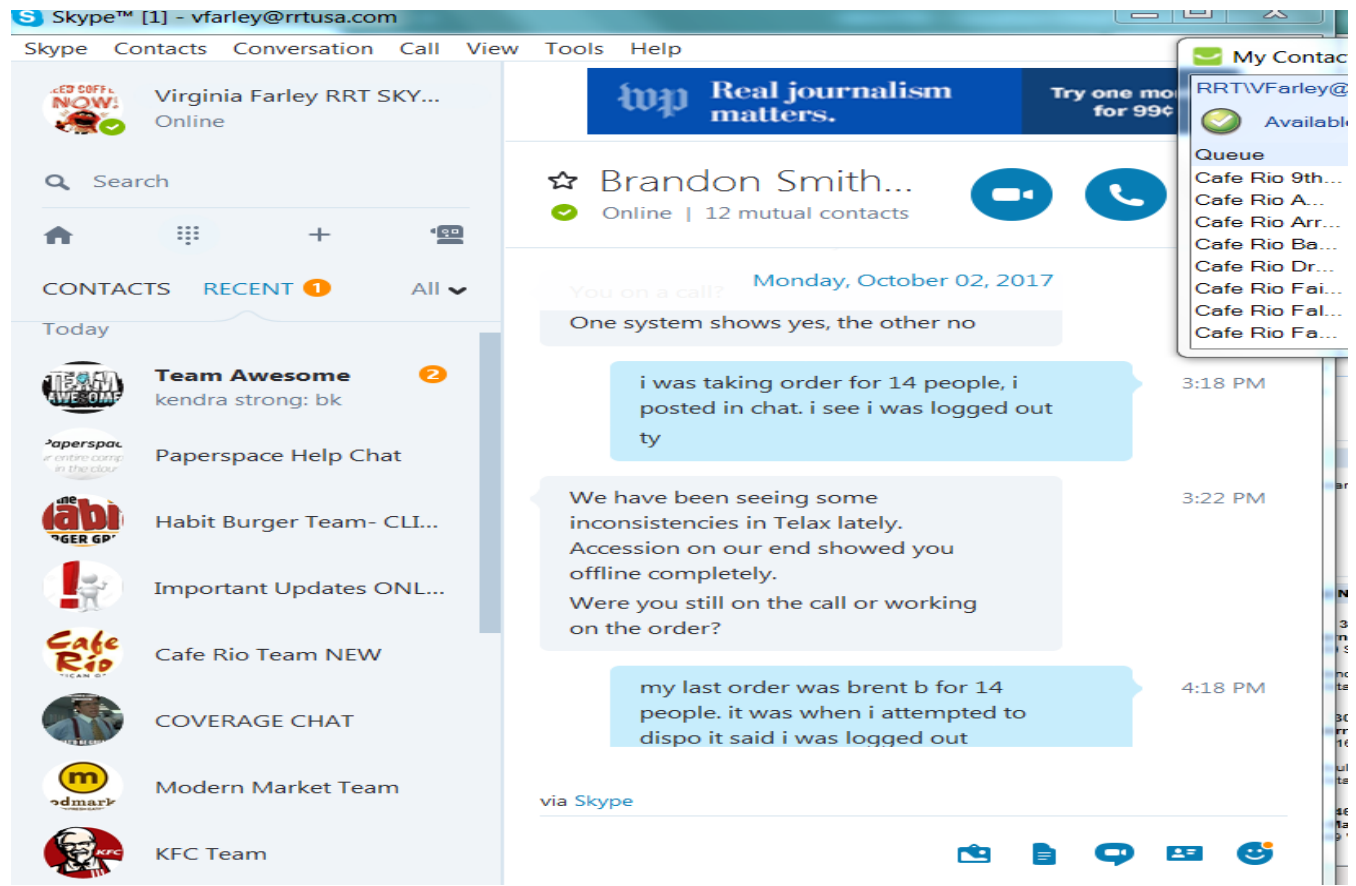 Skype™ [1] - vfarley@rrtusa.com
Skype Contacts Conversation Call View Tools Help
Virginia Farley RRT SKY...
Online
Search
CONTACTS RECENT 1 All
Today
Team Awesome 2
kendra strong: bk
Paperspace Help Chat
Habit Burger Team- CLI...
Important Updates ONL...
Cafe Rio Team NEW
COVERAGE CHAT
Modern Market Team
KFC Team
NOW!
TEAM
AWESOME
Cafe
Rio
m
KFC
wp Real journalism
matters.
Try one mo
for 99¢
Brandon Smith...
Online | 12 mutual contacts
Monday, October 02, 2017
You on a call?
One system shows yes, the other no
i was taking order for 14 people, i
posted in chat. i see i was logged out
ty
3:18 PM
We have been seeing some
inconsistencies in Telax lately.
Accession on our end showed you
offline completely.
Were you still on the call or working
on the order?
3:22 PM
my last order was brent b for 14
people. it was when i attempted to
dispo it said i was logged out
4:18 PM
via Skype
My Contac
RRT\VFarley@
Available
Queue
Cafe Rio 9th...
Cafe Rio A...
Cafe Rio Arr...
Cafe Rio Ba...
Cafe Rio Dr...
Cafe Rio Fai...
Cafe Rio Fal...
Cafe Rio Fa...